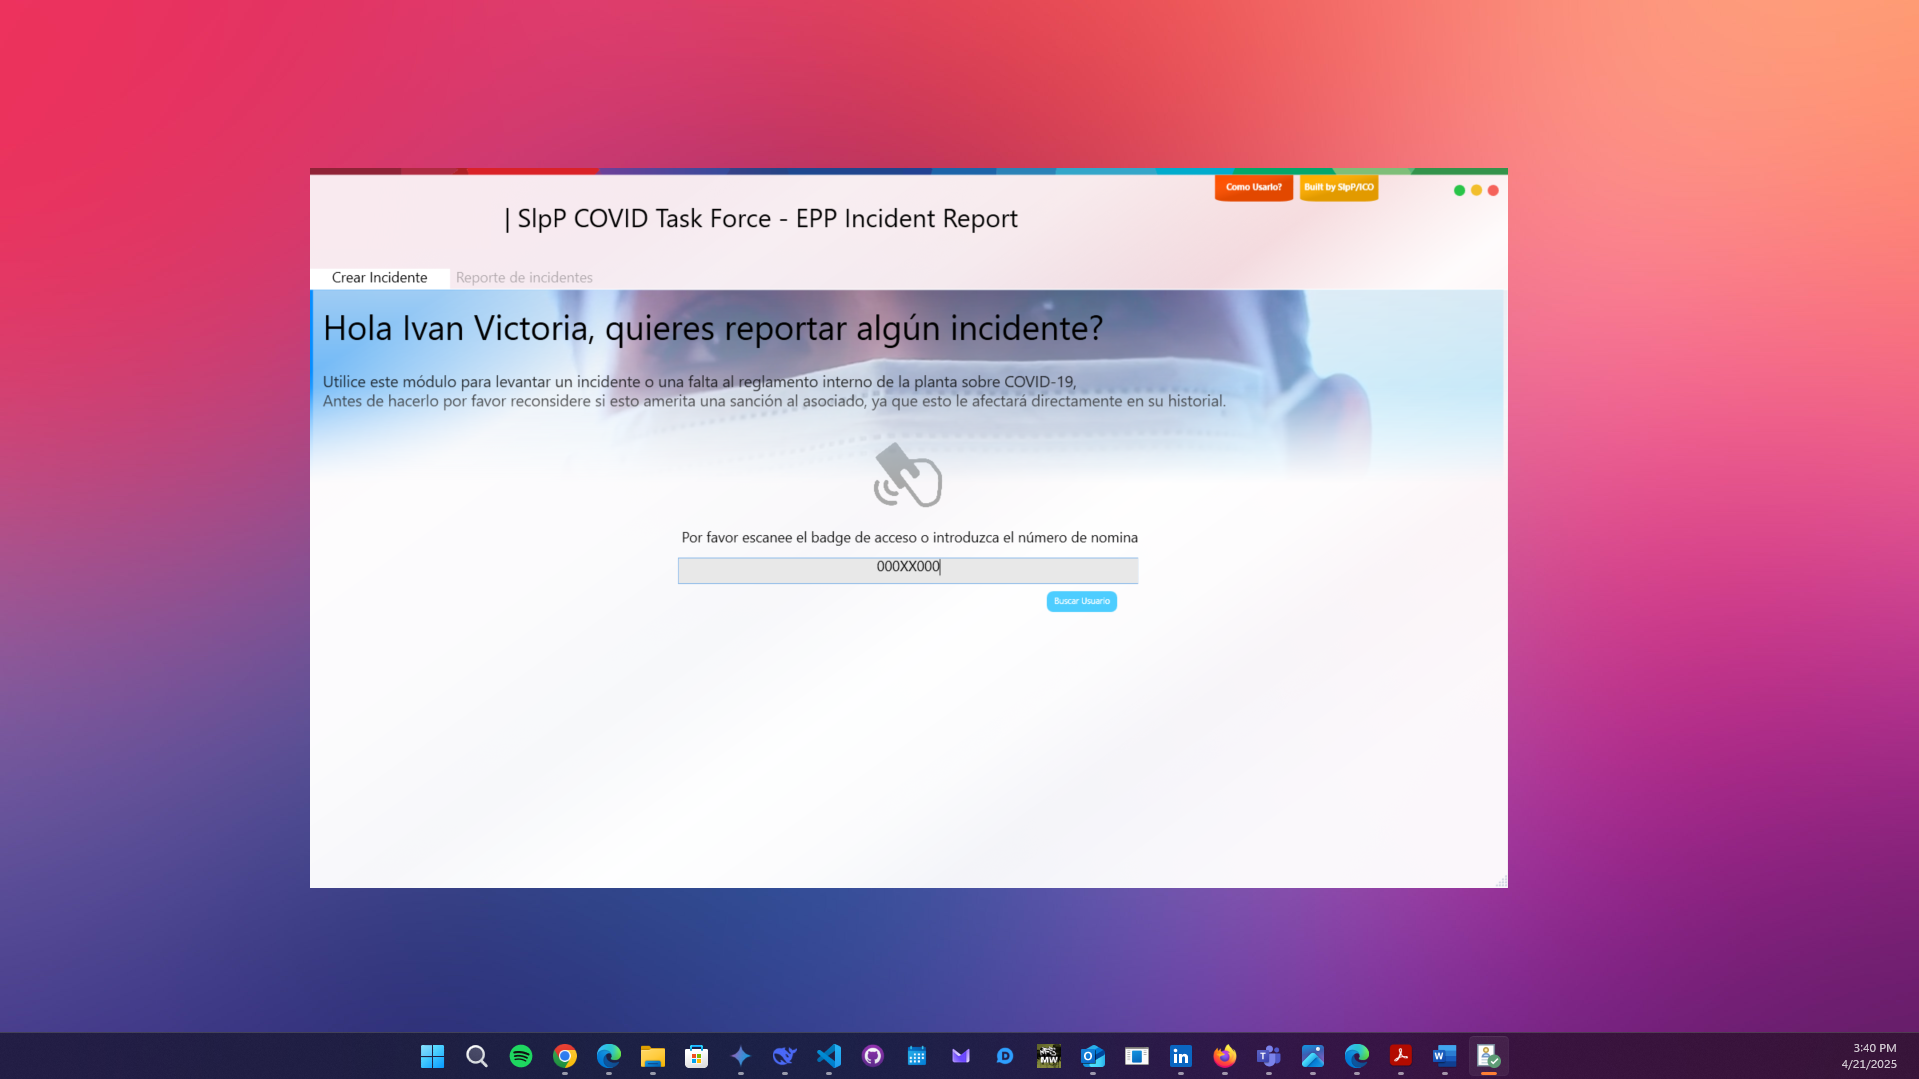 Como Usarlo?
Built by SlpP/ICO
| SlpP COVID Task Force - EPP Incident Report
Crear Incidente
Reporte de incidentes
Hola Ivan Victoria, quieres reportar algún incidente?
Utilice este módulo para levantar un incidente o una falta al reglamento interno de la planta sobre COVID-19,
Antes de hacerlo por favor reconsidere si esto amerita una sanción al asociado, ya que esto le afectará directamente en su historial.
Por favor escanee el badge de acceso o introduzca el número de nomina
000XX000
Buscar Usuario
MW
3:40 PM
4/21/2025